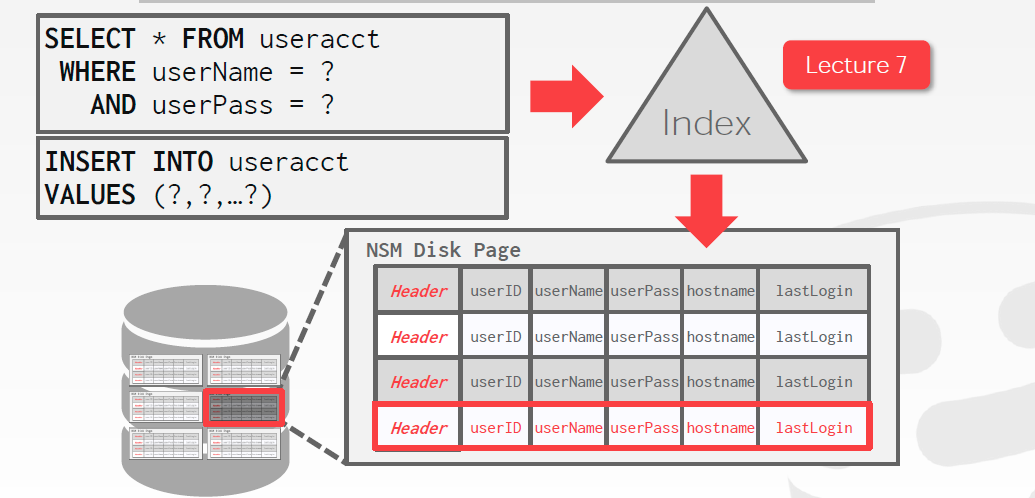 SELECT * FROM useracct
WHERE userName = ?
AND userPass = ?
INSERT INTO useracct
VALUES (?,?,…?)
Index
Lecture 7
NSM Disk Page
Header userID userName userPass hostname lastLogin
Header userID userName userPass hostname lastLogin
Header userID userName userPass hostname lastLogin
Header userID userName userPass hostname lastLogin